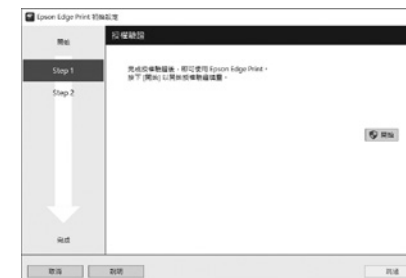 Epson Edge Print 初始設定
開始
授權驗證
Step 1
完成授權驗證後，即可使用 Epson Edge Print。
按下 [開始] 以開始授權驗證精靈。
Step 2
開始
完成
取消
說明